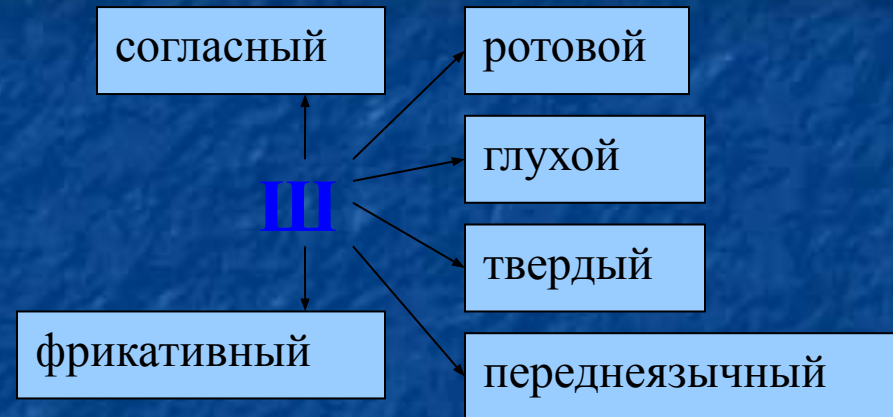 согласный
ротовой
глухой
Ш
твердый
фрикативный
переднеязычный